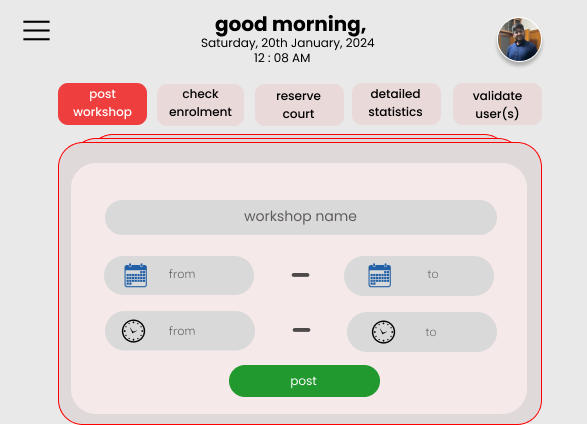 good morning,
Saturday, 20th January, 2024
12 : 08 AM
post
workshop
check
enrolment
reserve
court
detailed
statistics
validate
user(s)
workshop name
from
to
from
to
post